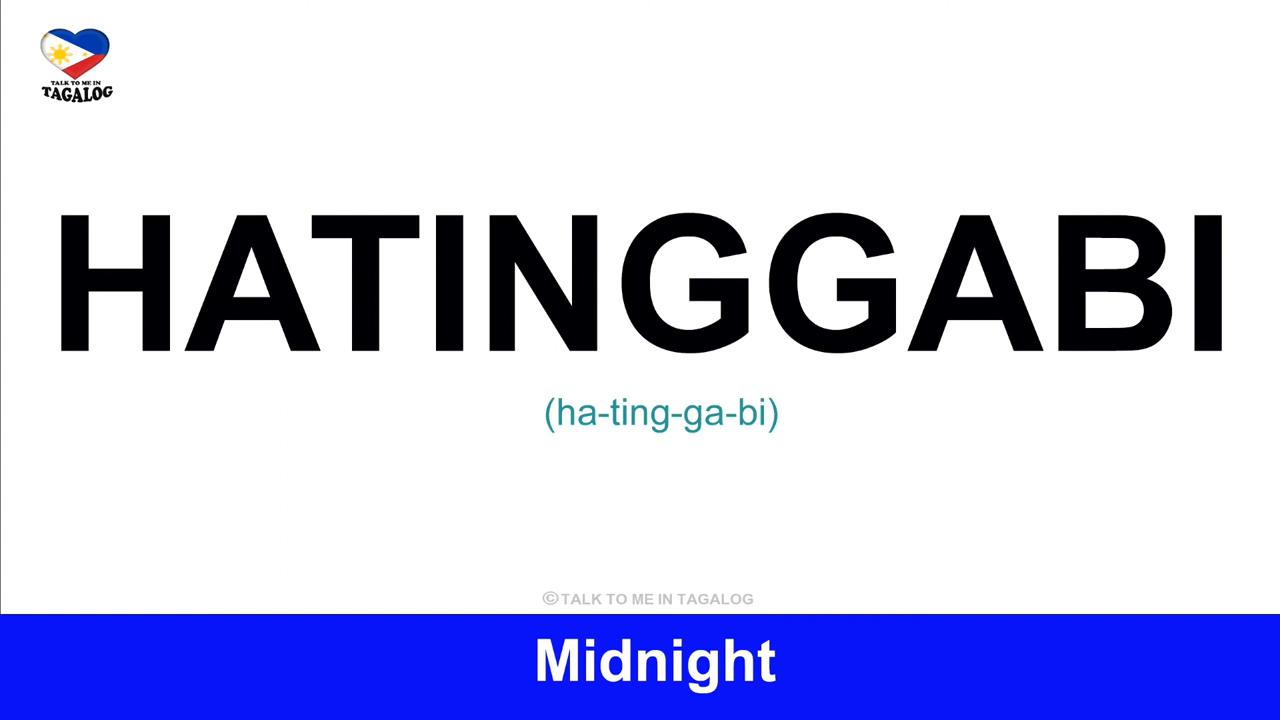 TALK TO ME IN
TAGALOG
HATINGGABI
(ha-ting-ga-bi)
©TALK TO ME IN TAGALOG
Midnight